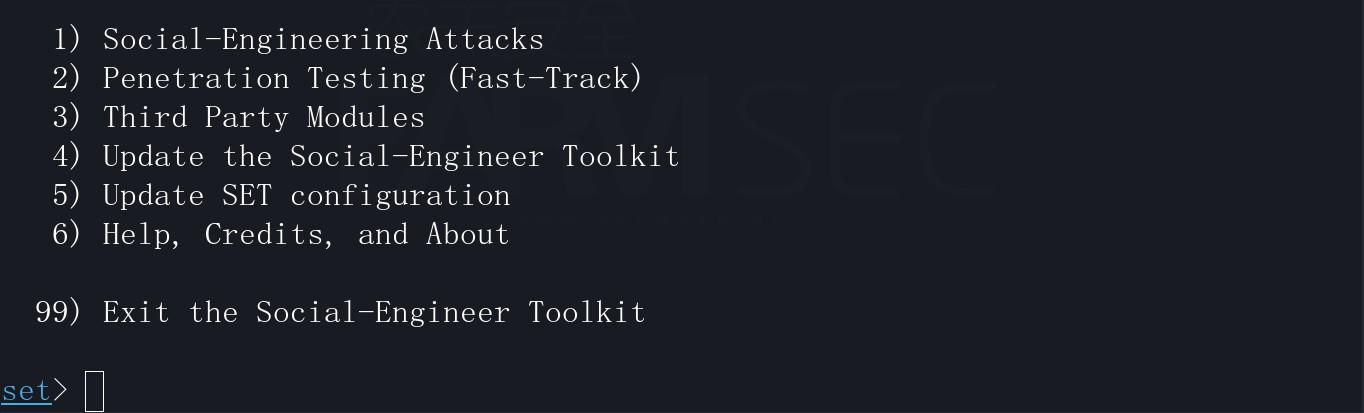 1) Social-Engineering Attacks
2) Penetration Testing (Fast-Track)
3) Third Party Modules
4) Update the Social-Engineer Toolkit
5) Update SET configuration
6) Help, Credits, and About
99) Exit the Social-Engineer Toolkit
set>